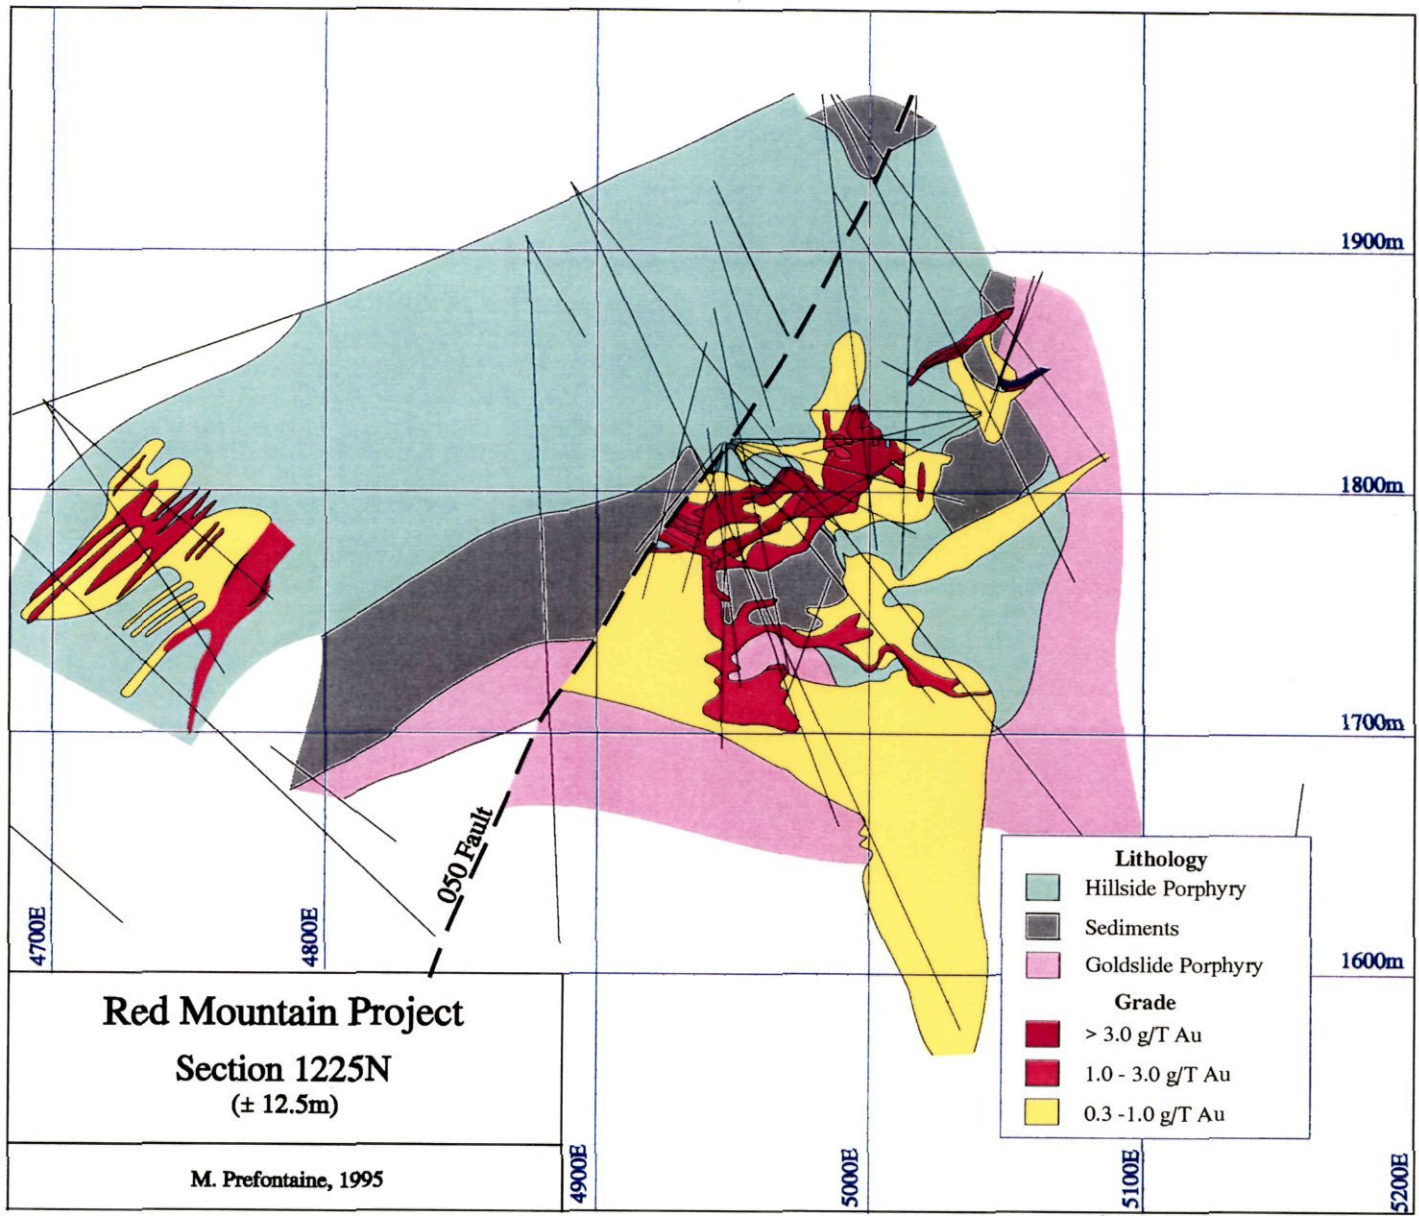 1900m
1800m
1700m
1600m
050 Fault
4700E
4800E
4900E
5000E
5100E
5200E
Lithology
Hillside Porphyry
Sediments
Goldslide Porphyry
Grade
> 3.0 g/T Au
1.0 - 3.0 g/T Au
0.3 -1.0 g/T Au
Red Mountain Project
Section 1225N
(± 12.5m)
M. Prefontaine, 1995